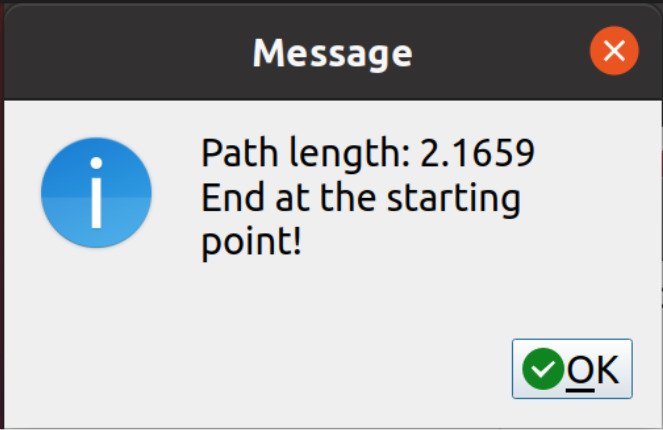 Message
Path length: 2.1659
End at the starting
point!
OK